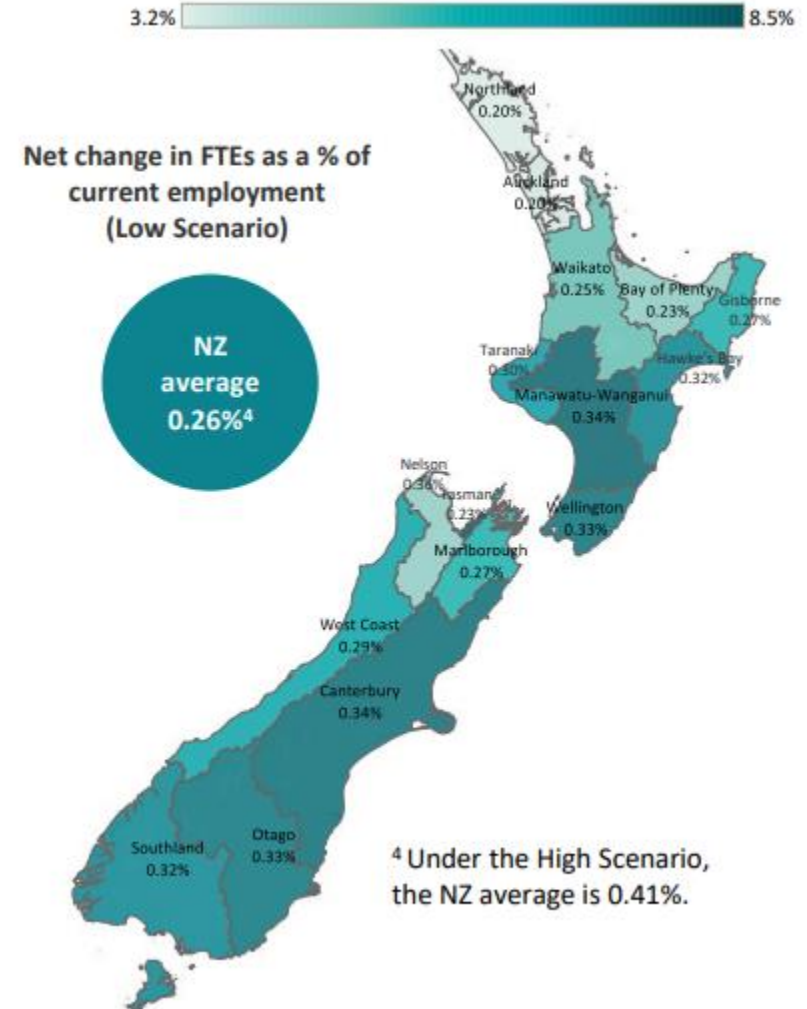 3.2%
8.5%
Northland
0.20%
Net change in FTEs as a % of
current employment
(Low Scenario)
Auckland
0.20%
Waikato
0.25%
Bay of Plenty
0.23%
Gisborne
0.27%
NZ
average
0.26%⁴
Taranaki
0.30%
Hawke's Bay
0.32%
Manawatu-Wanganui
0.34%
Nelson
0.36%
Tasman
0.23%
Wellington
0.33%
Marlborough
0.27%
West Coast
0.29%
Canterbury
0.34%
Otago
0.33%
Southland
0.32%
⁴ Under the High Scenario,
the NZ average is 0.41%.